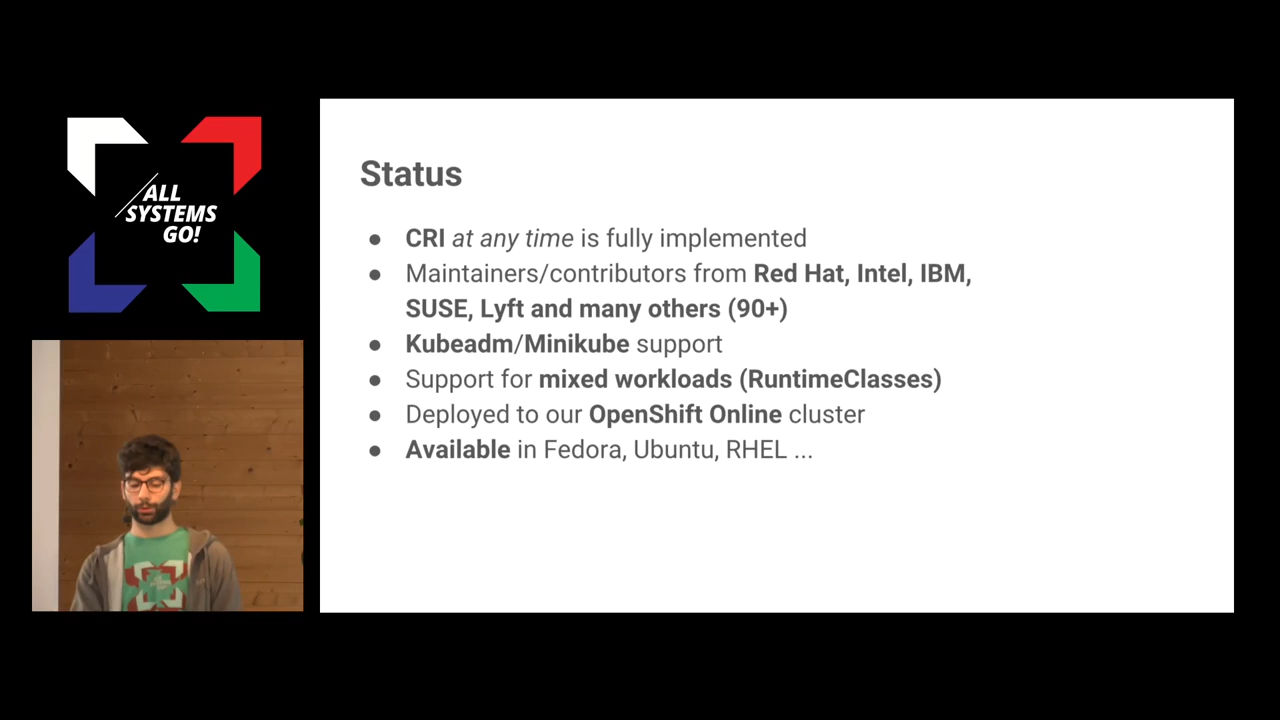 ALL
SYSTEMS
GO!
Status
● CRI at any time is fully implemented
● Maintainers/contributors from Red Hat, Intel, IBM,
SUSE, Lyft and many others (90+)
● Kubeadm/Minikube support
● Support for mixed workloads (RuntimeClasses)
● Deployed to our OpenShift Online cluster
● Available in Fedora, Ubuntu, RHEL ...